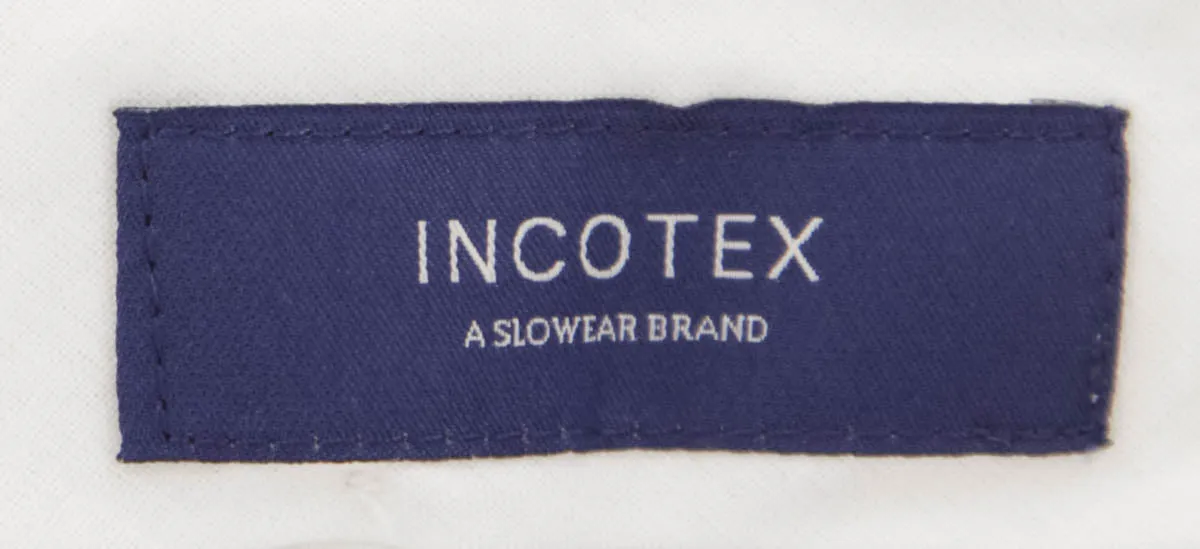 INCOTEX
A SLOWEAR BRAND